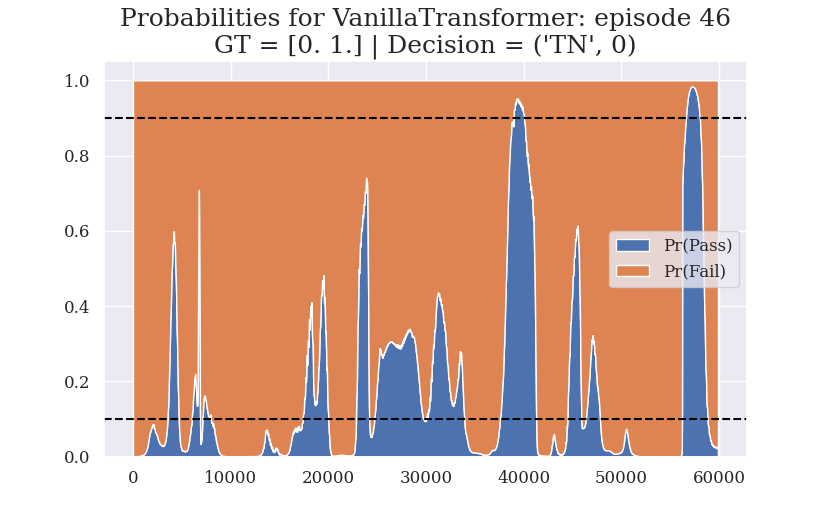 Probabilities for VanillaTransformer: episode 46
GT = [0. 1.] | Decision = ('TN', 0)
1.0
0.8
0.6
0.4
0.2
0.0
Pr(Pass)
Pr(Fail)
0 10000 20000 30000 40000 50000 60000